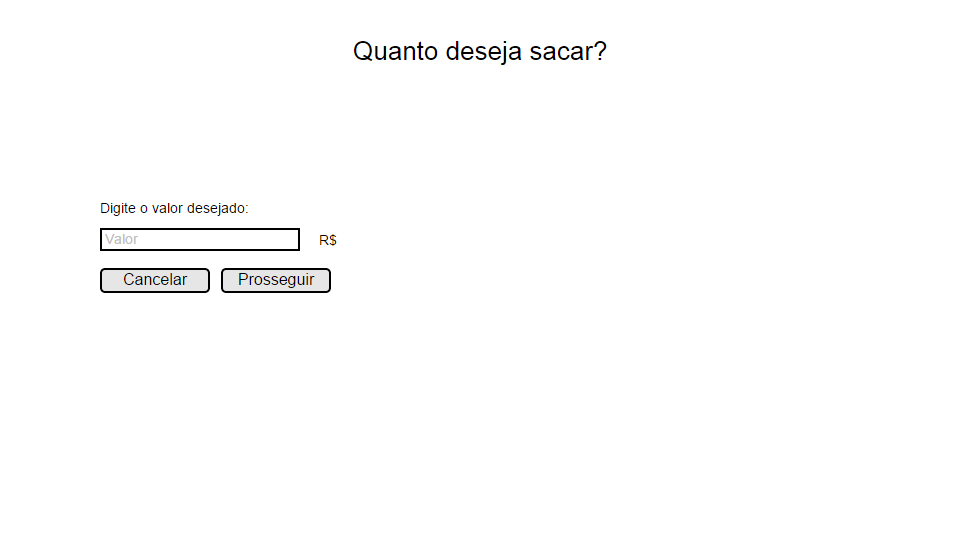 Quanto deseja sacar?
Digite o valor desejado:
Valor R$
Cancelar Prosseguir